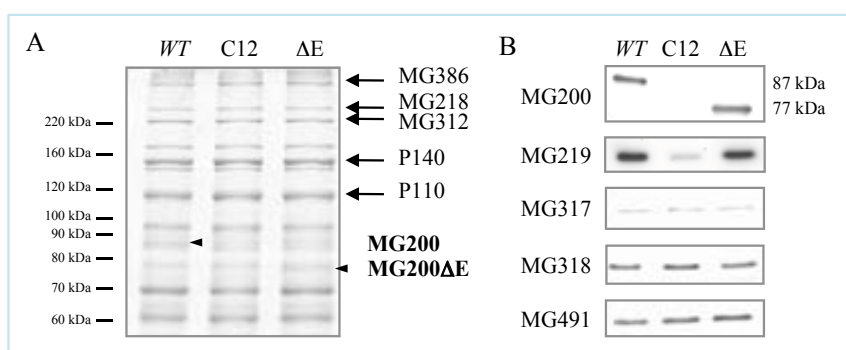 A
WT C12 ΔE
MG386
MG218
MG312
P140
P110
MG200
MG200ΔE
220 kDa
160 kDa
120 kDa
100 kDa
90 kDa
80 kDa
70 kDa
60 kDa
B
WT C12 ΔE
MG200
87 kDa
77 kDa
MG219
MG317
MG318
MG491